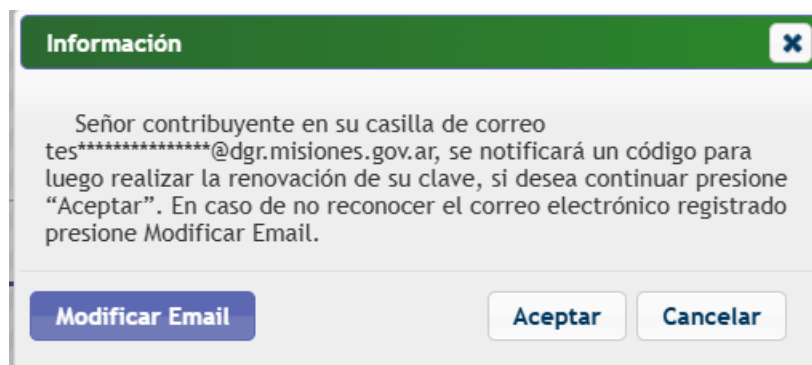 Información
Señor contribuyente en su casilla de correo
tes***************@dgr.misiones.gov.ar, se notificará un código para
luego realizar la renovación de su clave, si desea continuar presione
“Aceptar”. En caso de no reconocer el correo electrónico registrado
presione Modificar Email.
Modificar Email
Aceptar
Cancelar